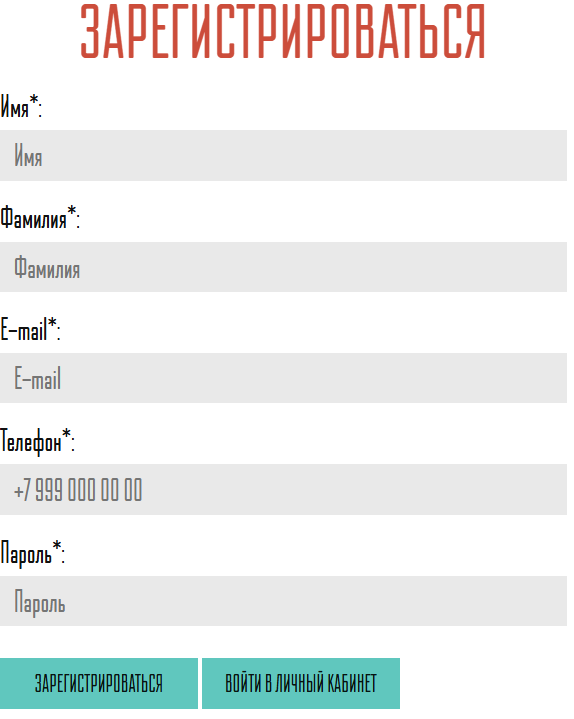 ЗАРЕГИСТРИРОВАТЬСЯ
Имя*:
Имя
Фамилия*:
Фамилия
E-mail*:
E-mail
Телефон*:
+7 999 000 00 00
Пароль*:
Пароль
ЗАРЕГИСТРИРОВАТЬСЯ ВОЙТИ В ЛИЧНЫЙ КАБИНЕТ